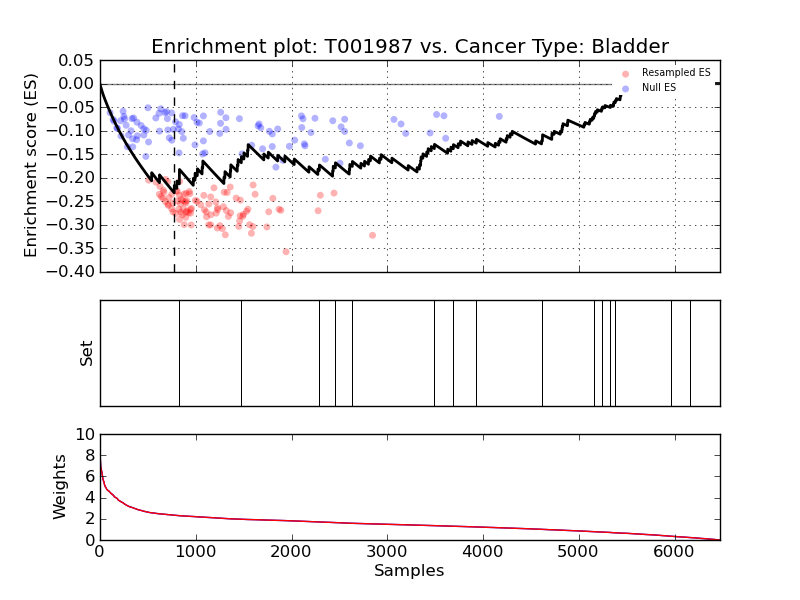 Enrichment plot: T001987 vs. Cancer Type: Bladder
Enrichment score (ES)
0.05
0.00
−0.05
−0.10
−0.15
−0.20
−0.25
−0.30
−0.35
−0.40
Resampled ES
Null ES
Set
Weights
10
8
6
4
2
0
0 1000 2000 3000 4000 5000 6000
Samples